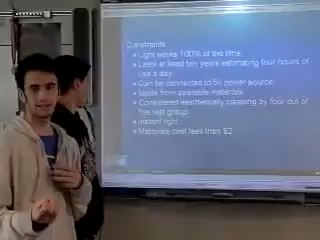 Constraints
Light works 100% of the time
Lasts at least ten years estimating four hours of
use a day
Can be connected to 5v power source
Made from available materials
Considered aesthetically pleasing by four out of
five test group
Instant light
Materials cost less than $2